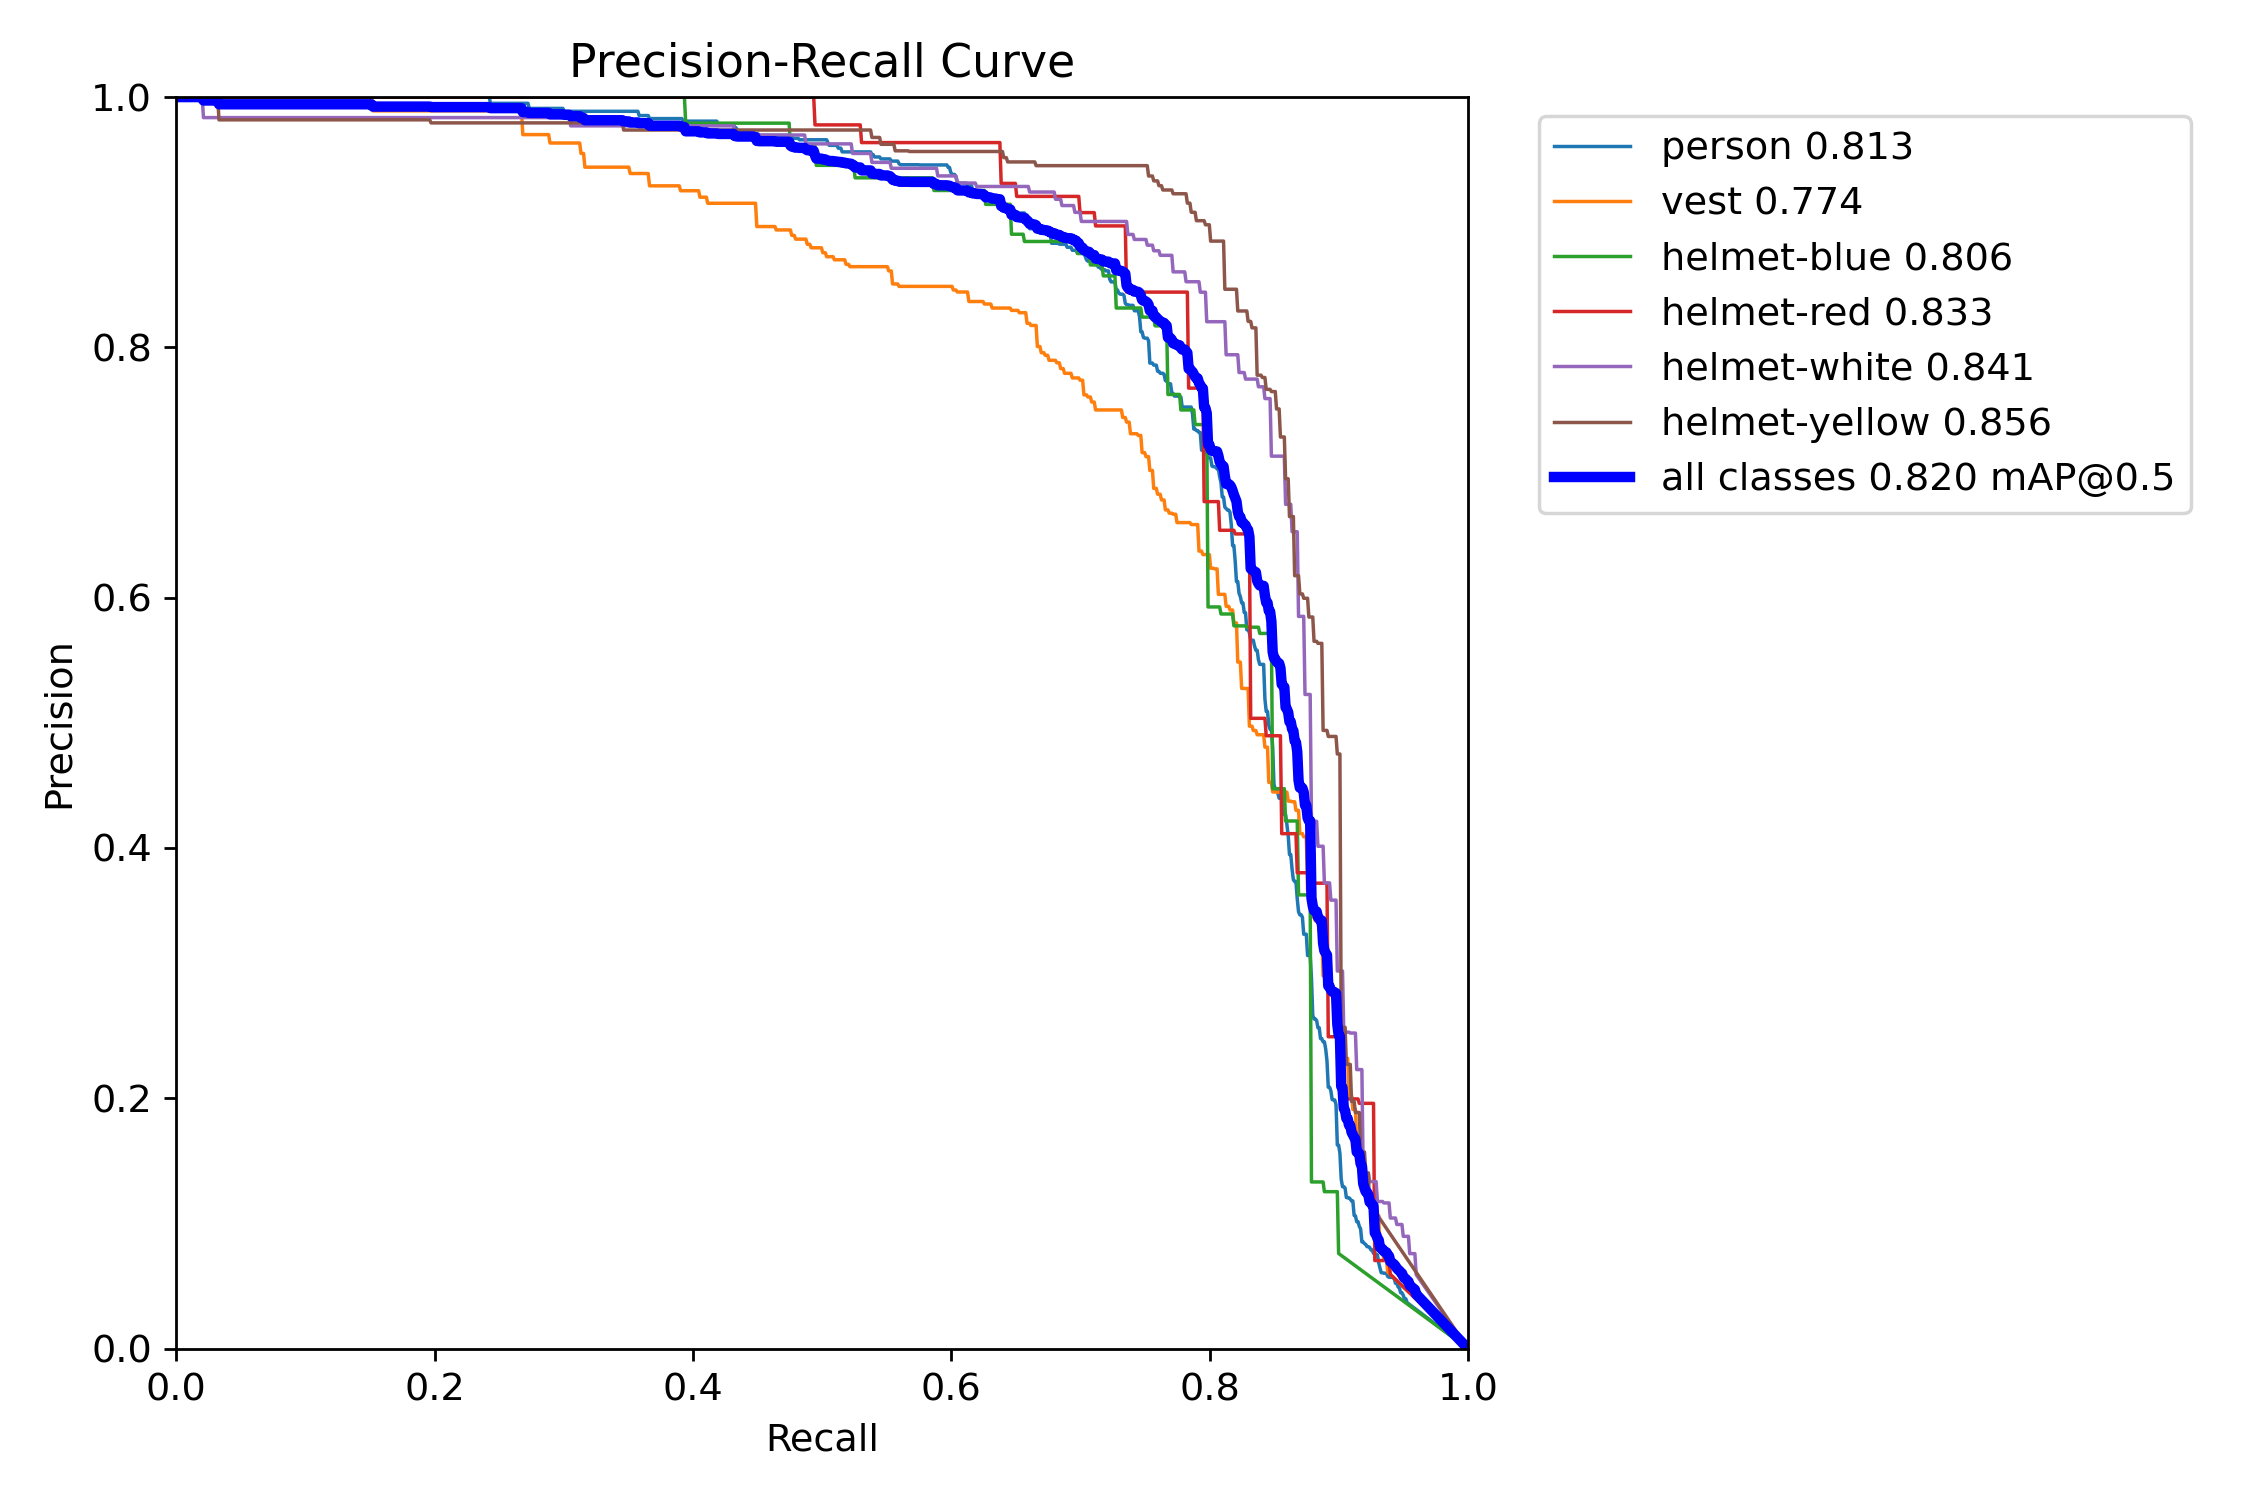 Precision-Recall Curve
1.0
0.8
0.6
0.4
0.2
0.0
Precision
0.0 0.2 0.4 0.6 0.8 1.0
Recall
person 0.813
vest 0.774
helmet-blue 0.806
helmet-red 0.833
helmet-white 0.841
helmet-yellow 0.856
all classes 0.820 mAP@0.5